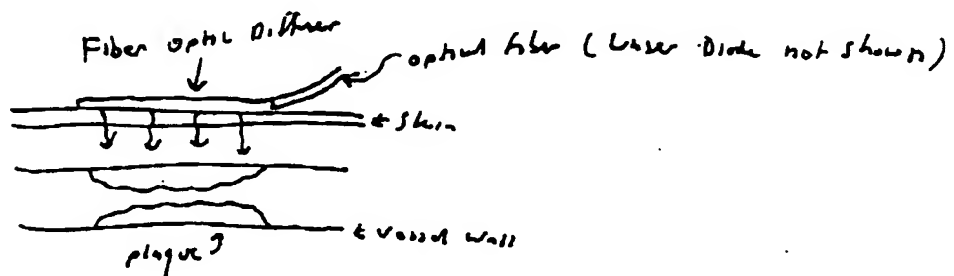 Fiber optic Diffuser
optical fiber (Laser Diode not shown)
skin
vessel wall
plaque